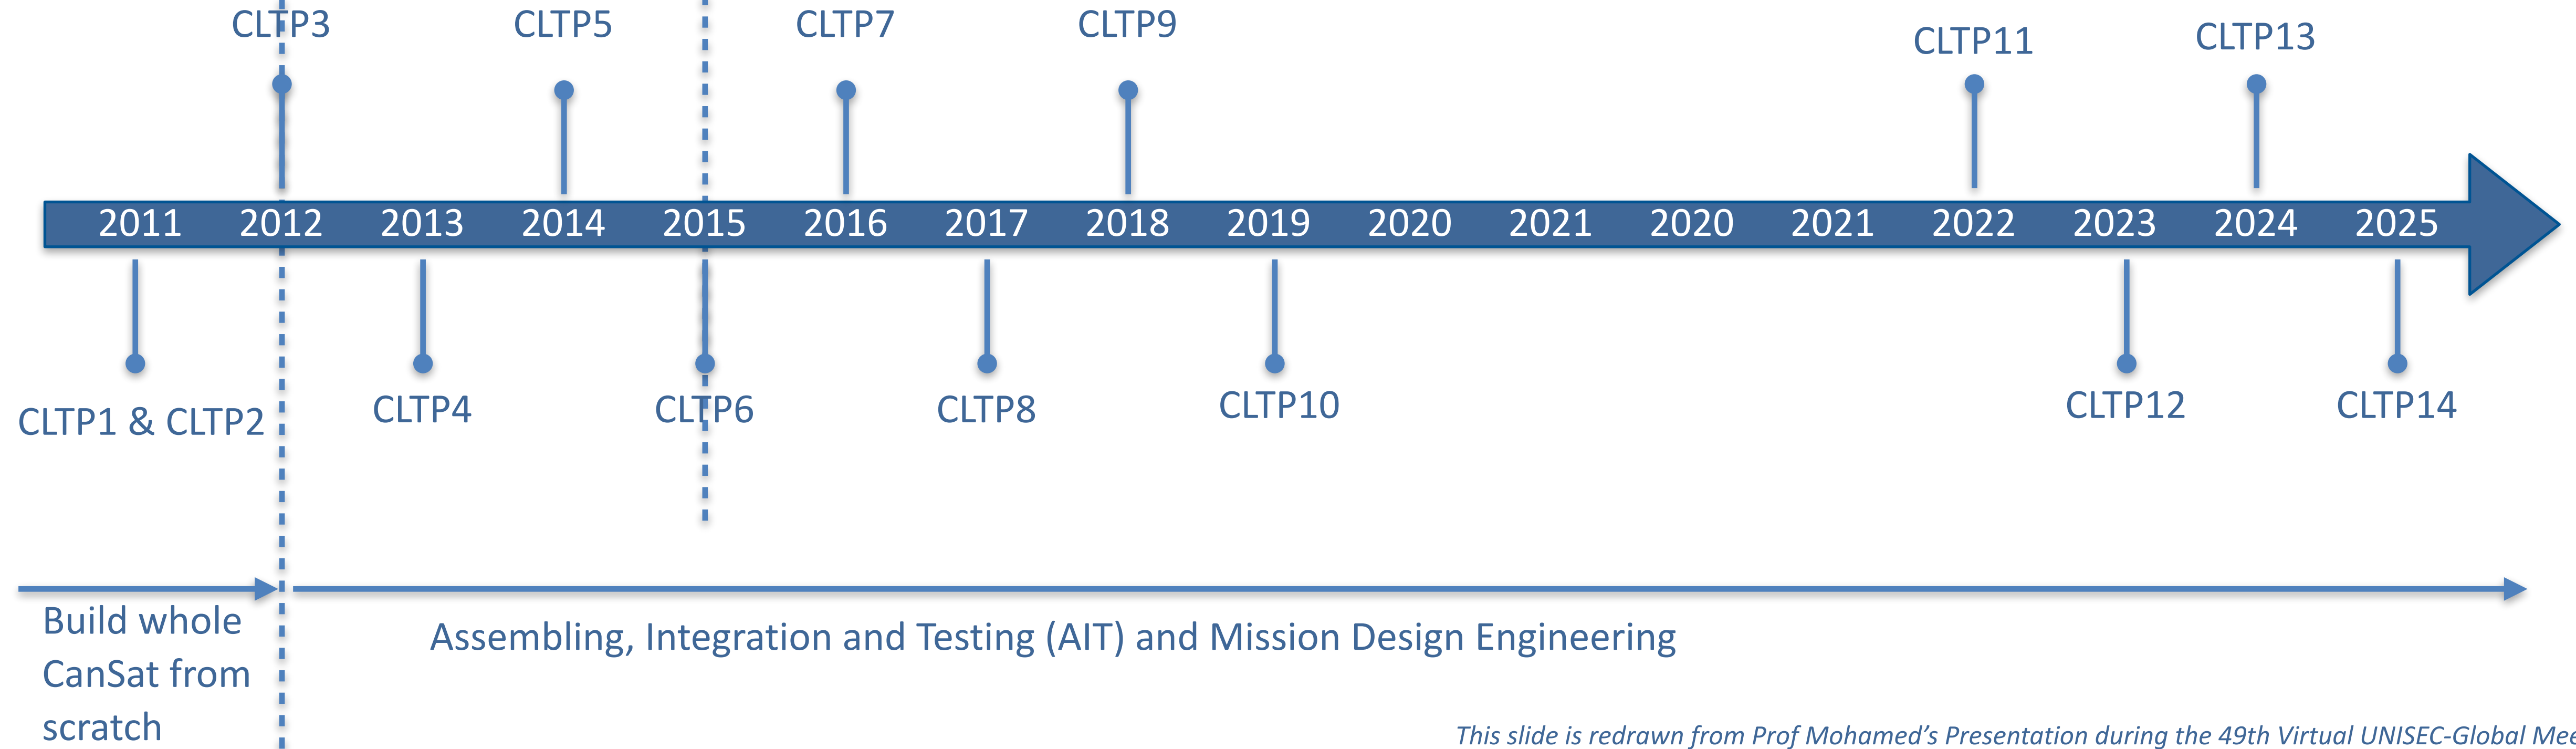 CLTP3 CLTP5 CLTP7 CLTP9 CLTP11 CLTP13
2011 2012 2013 2014 2015 2016 2017 2018 2019 2020 2021 2020 2021 2022 2023 2024 2025
CLTP1 & CLTP2 CLTP4 CLTP6 CLTP8 CLTP10 CLTP12 CLTP14
Build whole
CanSat from
scratch
Assembling, Integration and Testing (AIT) and Mission Design Engineering
This slide is redrawn from Prof Mohamed’s Presentation during the 49th Virtual UNISEC-Global